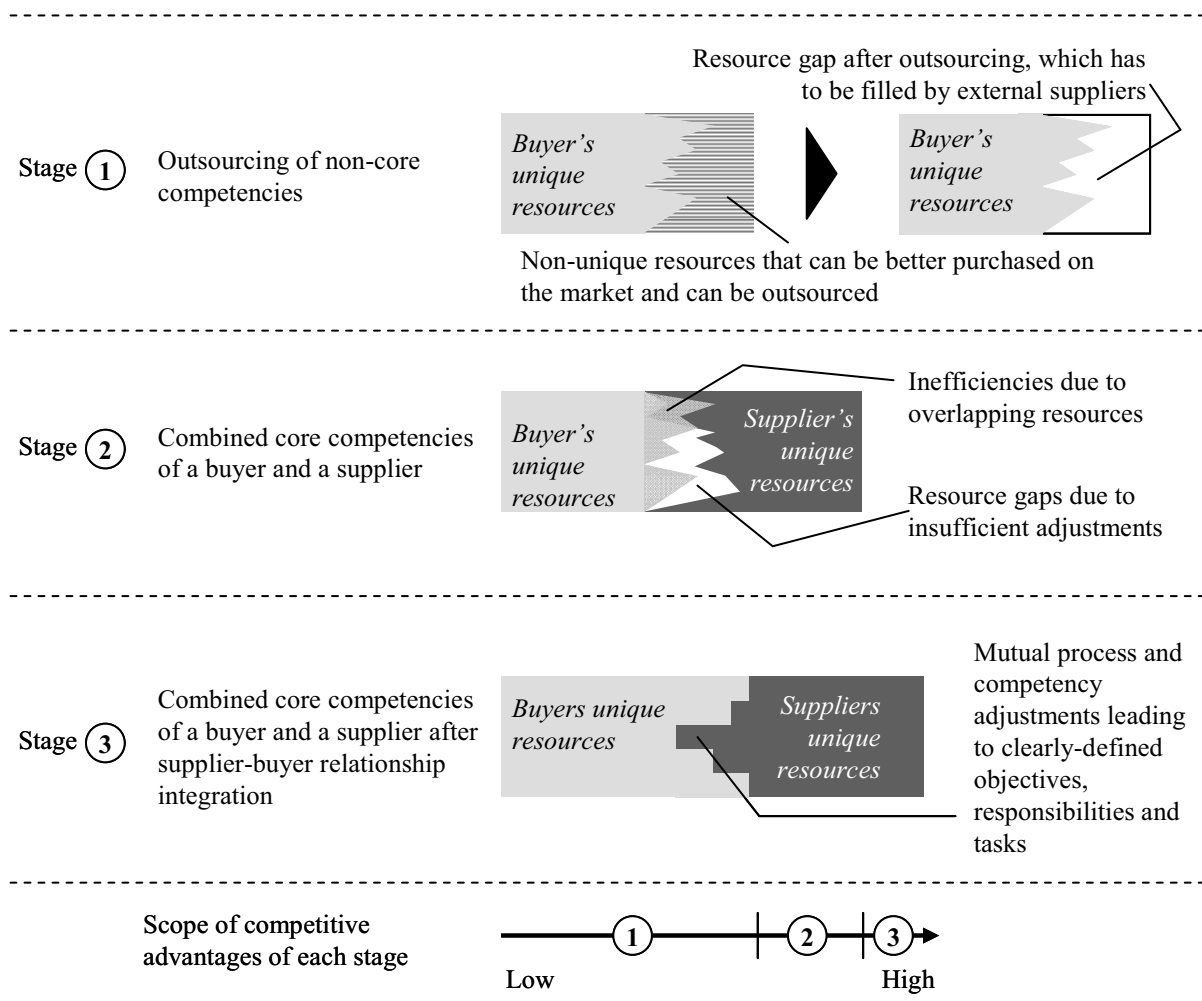 Resource gap after outsourcing, which has
to be filled by external suppliers
Stage 1
Outsourcing of non-core
competencies
Buyer's
unique
resources
Buyer's
unique
resources
Non-unique resources that can be better purchased on
the market and can be outsourced
Stage 2
Combined core competencies
of a buyer and a supplier
Buyer's
unique
resources
Supplier's
unique
resources
Inefficiencies due to
overlapping resources
Resource gaps due to
insufficient adjustments
Stage 3
Combined core competencies
of a buyer and a supplier after
supplier-buyer relationship
integration
Buyers unique
resources
Suppliers
unique
resources
Mutual process and
competency
adjustments leading
to clearly-defined
objectives,
responsibilities and
tasks
Scope of competitive
advantages of each stage
1
2
3
Low
High